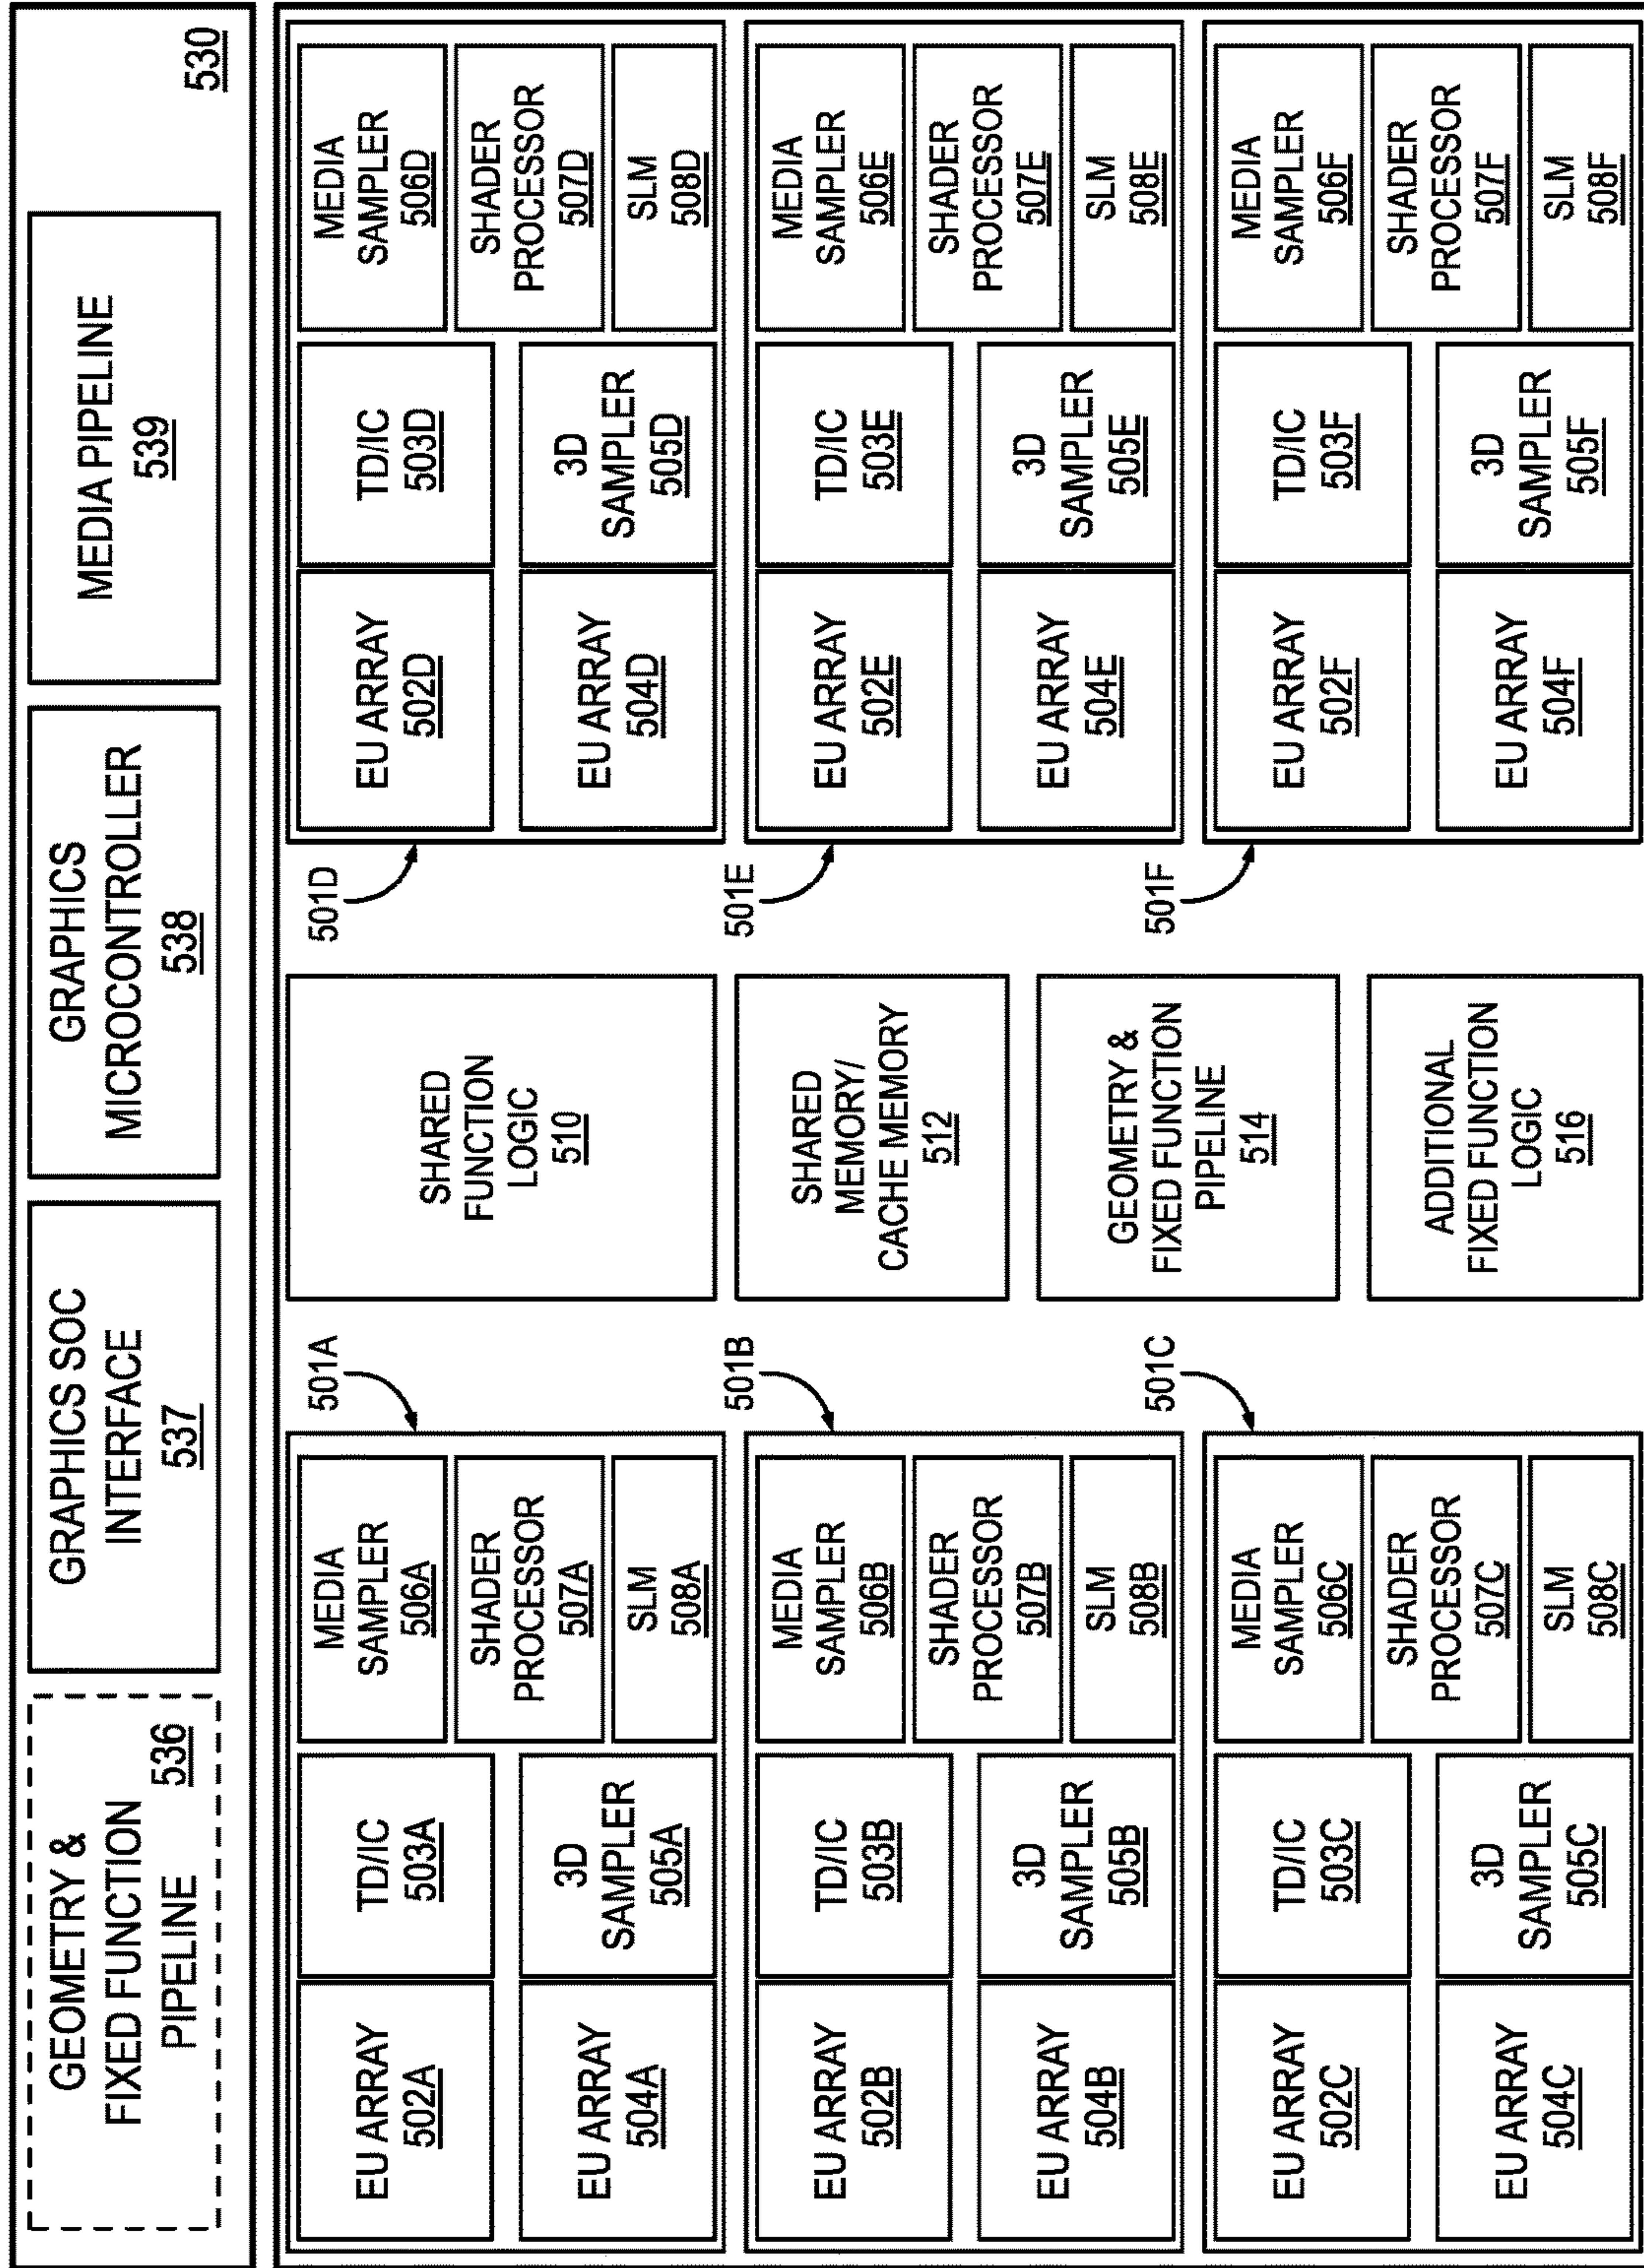 530
GEOMETRY &
FIXED FUNCTION
PIPELINE
536
GRAPHICS SOC
INTERFACE
537
GRAPHICS
MICROCONTROLLER
538
MEDIA PIPELINE
539
501A
EU ARRAY
502A
TD/IC
503A
MEDIA
SAMPLER
506A
SHADER
PROCESSOR
507A
EU ARRAY
504A
3D
SAMPLER
505A
SLM
508A
501B
EU ARRAY
502B
TD/IC
503B
MEDIA
SAMPLER
506B
SHADER
PROCESSOR
507B
EU ARRAY
504B
3D
SAMPLER
505B
SLM
508B
501C
EU ARRAY
502C
TD/IC
503C
MEDIA
SAMPLER
506C
SHADER
PROCESSOR
507C
EU ARRAY
504C
3D
SAMPLER
505C
SLM
508C
SHARED
FUNCTION
LOGIC
510
SHARED
MEMORY/
CACHE MEMORY
512
GEOMETRY &
FIXED FUNCTION
PIPELINE
514
ADDITIONAL
FIXED FUNCTION
LOGIC
516
501D
EU ARRAY
502D
TD/IC
503D
MEDIA
SAMPLER
506D
SHADER
PROCESSOR
507D
EU ARRAY
504D
3D
SAMPLER
505D
SLM
508D
501E
EU ARRAY
502E
TD/IC
503E
MEDIA
SAMPLER
506E
SHADER
PROCESSOR
507E
EU ARRAY
504E
3D
SAMPLER
505E
SLM
508E
501F
EU ARRAY
502F
TD/IC
503F
MEDIA
SAMPLER
506F
SHADER
PROCESSOR
507F
EU ARRAY
504F
3D
SAMPLER
505F
SLM
508F